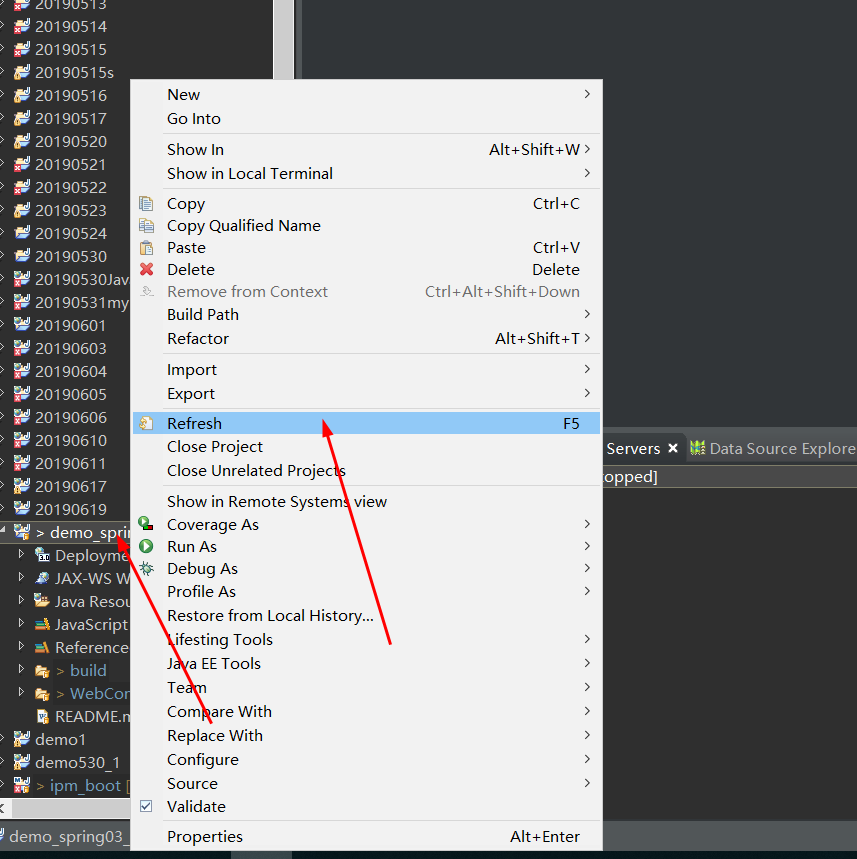 20190513
20190514
20190515
20190515s
20190516
20190517
20190520
20190521
20190522
20190523
20190524
20190530
20190530Jav
20190531my
20190601
20190603
20190604
20190605
20190606
20190610
20190611
20190617
20190619
> demo_sprin
Deployme
JAX-WS W
Java Resou
JavaScript
Reference
> build
> WebCon
README.m
demo1
demo530_1
> ipm_boot [
demo_spring03_
New
Go Into
Show In Alt+Shift+W
Show in Local Terminal
Copy Ctrl+C
Copy Qualified Name
Paste Ctrl+V
Delete Delete
Remove from Context Ctrl+Alt+Shift+Down
Build Path
Refactor Alt+Shift+T
Import
Export
Refresh F5
Close Project
Close Unrelated Projects
Show in Remote Systems view
Coverage As
Run As
Debug As
Profile As
Restore from Local History...
Lifesting Tools
Java EE Tools
Team
Compare With
Replace With
Configure
Source
Validate
Properties Alt+Enter
Servers Data Source Explore
opped]